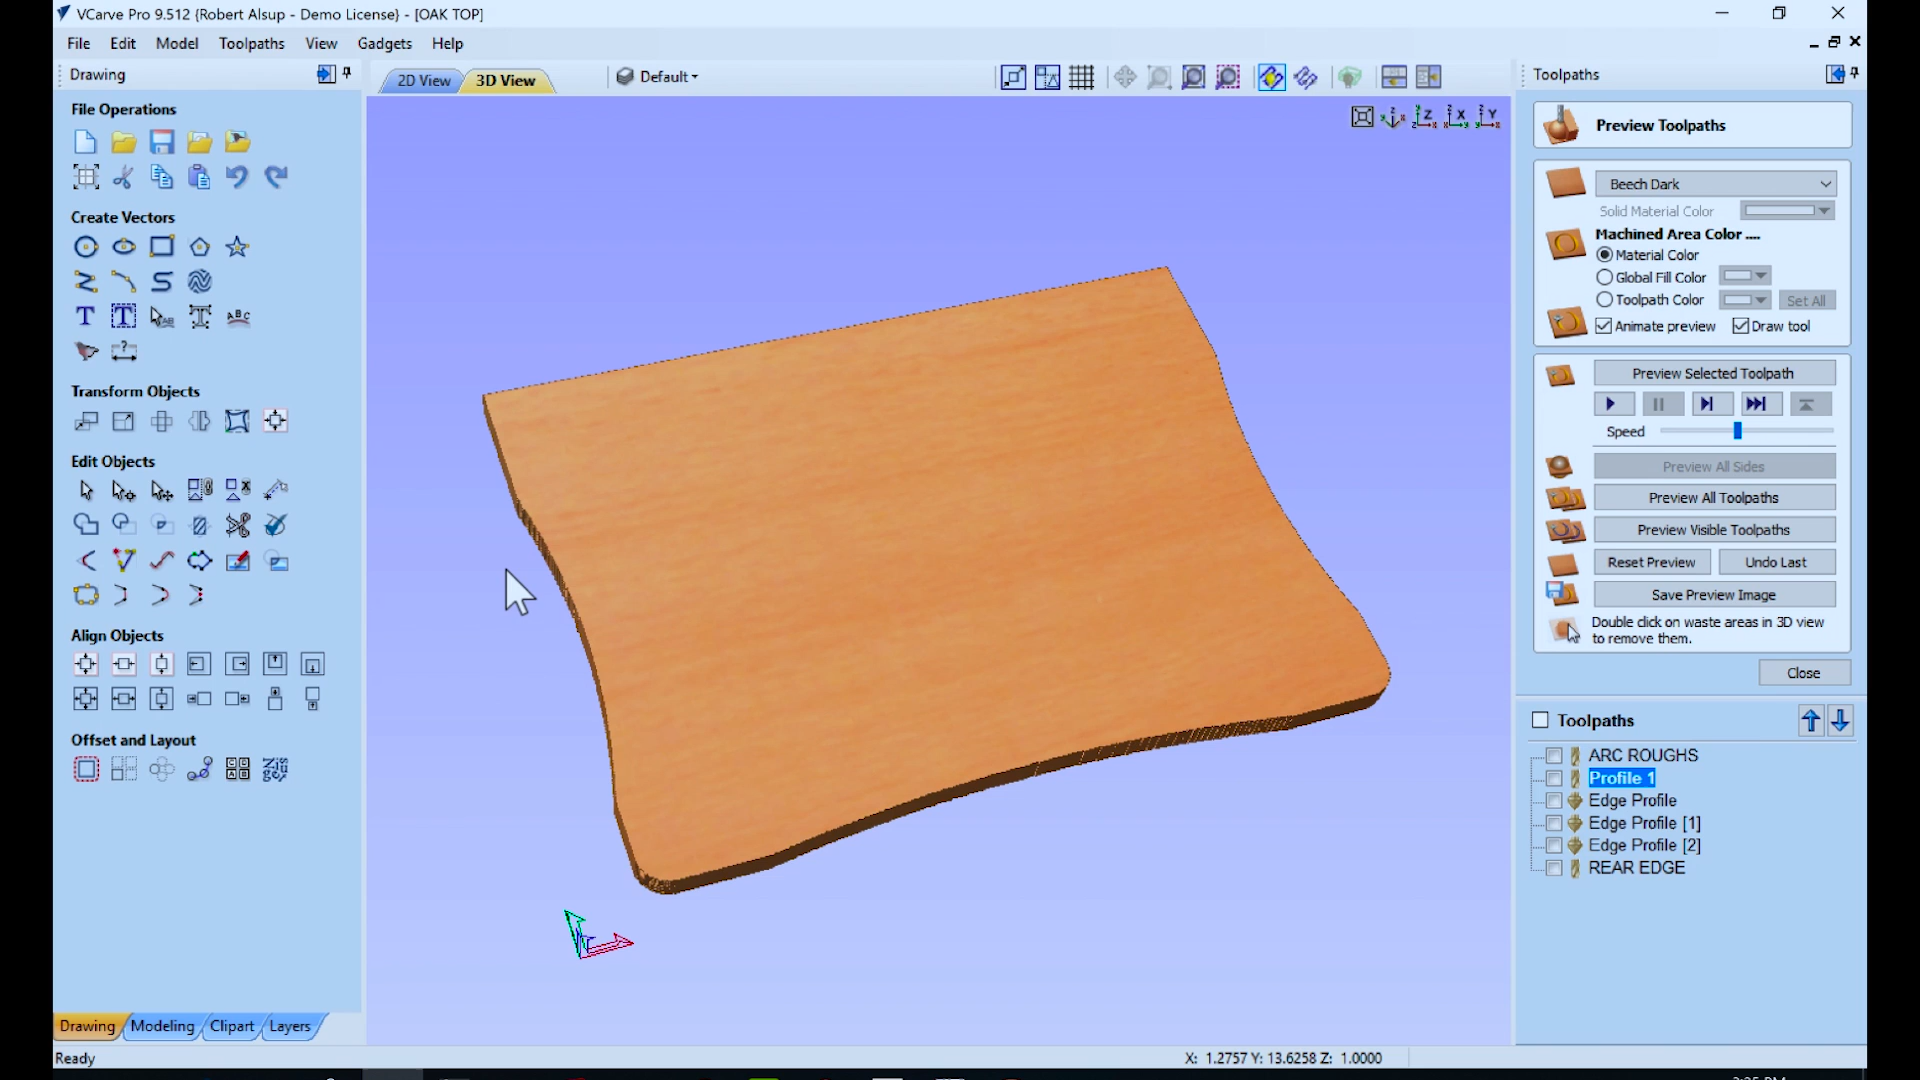 VCarve Pro 9.512 {Robert Alsup - Demo License} - [OAK TOP]
File Edit Model Toolpaths View Gadgets Help
Drawing
2D View 3D View Default
Toolpaths
File Operations
Create Vectors
Transform Objects
Edit Objects
Align Objects
Offset and Layout
Drawing Modeling Clipart Layers
Preview Toolpaths
Beech Dark
Solid Material Color
Machined Area Color ....
Material Color
Global Fill Color
Toolpath Color Set All
Animate preview Draw tool
Preview Selected Toolpath
Speed
Preview All Sides
Preview All Toolpaths
Preview Visible Toolpaths
Reset Preview Undo Last
Save Preview Image
Double click on waste areas in 3D view
to remove them.
Close
Toolpaths
ARC ROUGHS
Profile 1
Edge Profile
Edge Profile [1]
Edge Profile [2]
REAR EDGE
Ready
X: 1.2757 Y: 13.6258 Z: 1.0000